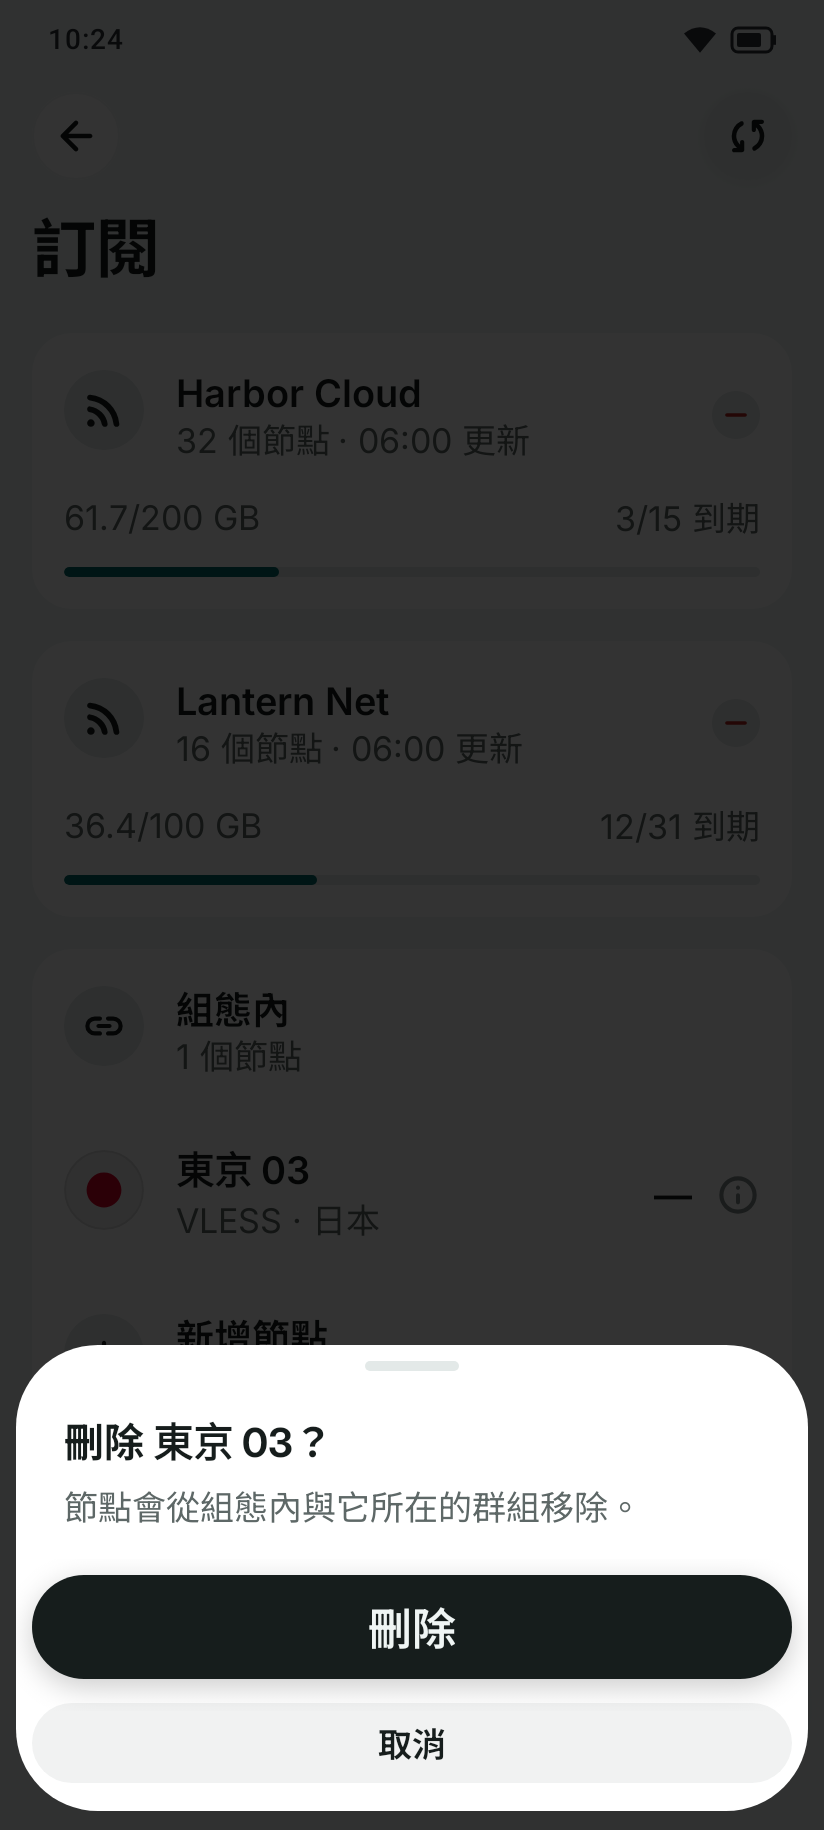 10:24
訂閱
Harbor Cloud
32 個節點 · 06:00 更新
61.7/200 GB
3/15 到期
Lantern Net
16 個節點 · 06:00 更新
36.4/100 GB
12/31 到期
組態內
1 個節點
東京 03
VLESS · 日本
—
新增節點
刪除 東京 03？
節點會從組態內與它所在的群組移除。
刪除
取消